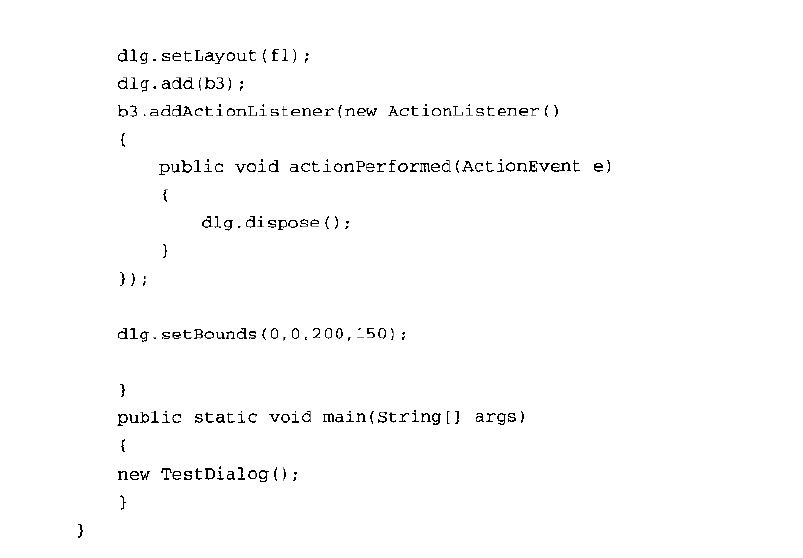 dlg.setLayout(fl);
dlg.add(b3);
b3.addActionListener(new ActionListener()
{
public void actionPerformed(ActionEvent e)
{
dlg.dispose();
}
});
dlg.setBounds(0,0,200,150);
}
public static void main(String[] args)
{
new TestDialog();
}
}